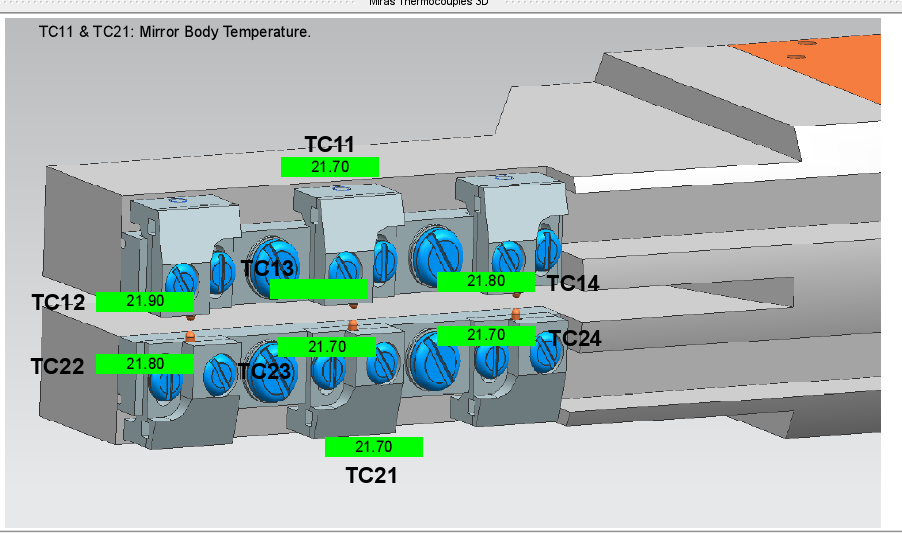 Miras Thermocouples 3D
TC11 & TC21: Mirror Body Temperature.
TC11
21.70
TC13
21.80
TC14
TC12
21.90
21.70
21.70
TC24
TC22
21.80
TC23
21.70
TC21